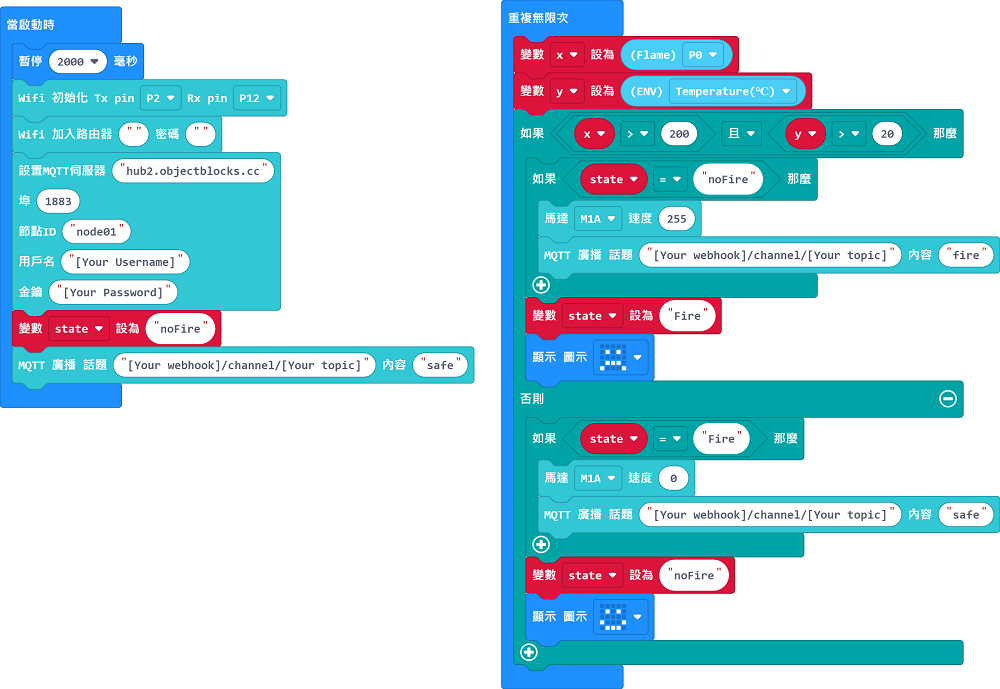 當啟動時
暫停 2000 毫秒
Wifi 初始化 Tx pin P2 Rx pin P12
Wifi 加入路由器 "" 密碼 ""
設置MQTT伺服器 "hub2.objectblocks.cc"
埠 1883
節點ID "node01"
用戶名 "[Your Username]"
金鑰 "[Your Password]"
變數 state 設為 "noFire"
MQTT 廣播 話題 "[Your webhook]/channel/[Your topic]" 內容 "safe"
重複無限次
變數 x 設為 (Flame) P0
變數 y 設為 (ENV) Temperature(℃)
如果 x > 200 且 y > 20 那麼
如果 state = "noFire" 那麼
馬達 M1A 速度 255
MQTT 廣播 話題 "[Your webhook]/channel/[Your topic]" 內容 "fire"
變數 state 設為 "Fire"
顯示 圖示
否則
如果 state = "Fire" 那麼
馬達 M1A 速度 0
MQTT 廣播 話題 "[Your webhook]/channel/[Your topic]" 內容 "safe"
變數 state 設為 "noFire"
顯示 圖示